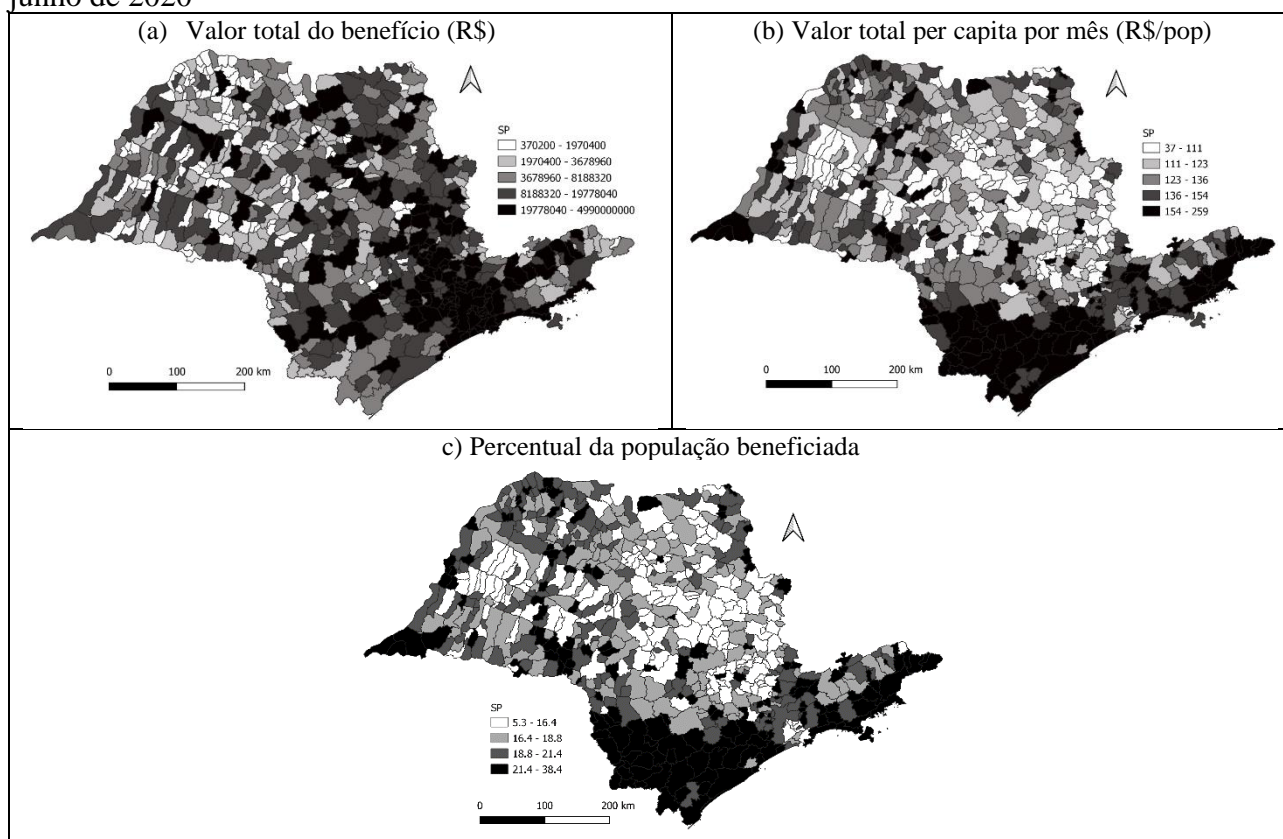 junho de 2020
(a) Valor total do benefício (R$)
SP
370200 - 1970400
1970400 - 3678960
3678960 - 8188320
8188320 - 19778040
19778040 - 4990000000
0 100 200 km
(b) Valor total per capita por mês (R$/pop)
SP
37 - 111
111 - 123
123 - 136
136 - 154
154 - 259
0 100 200 km
c) Percentual da população beneficiada
SP
5.3 - 16.4
16.4 - 18.8
18.8 - 21.4
21.4 - 38.4
0 100 200 km